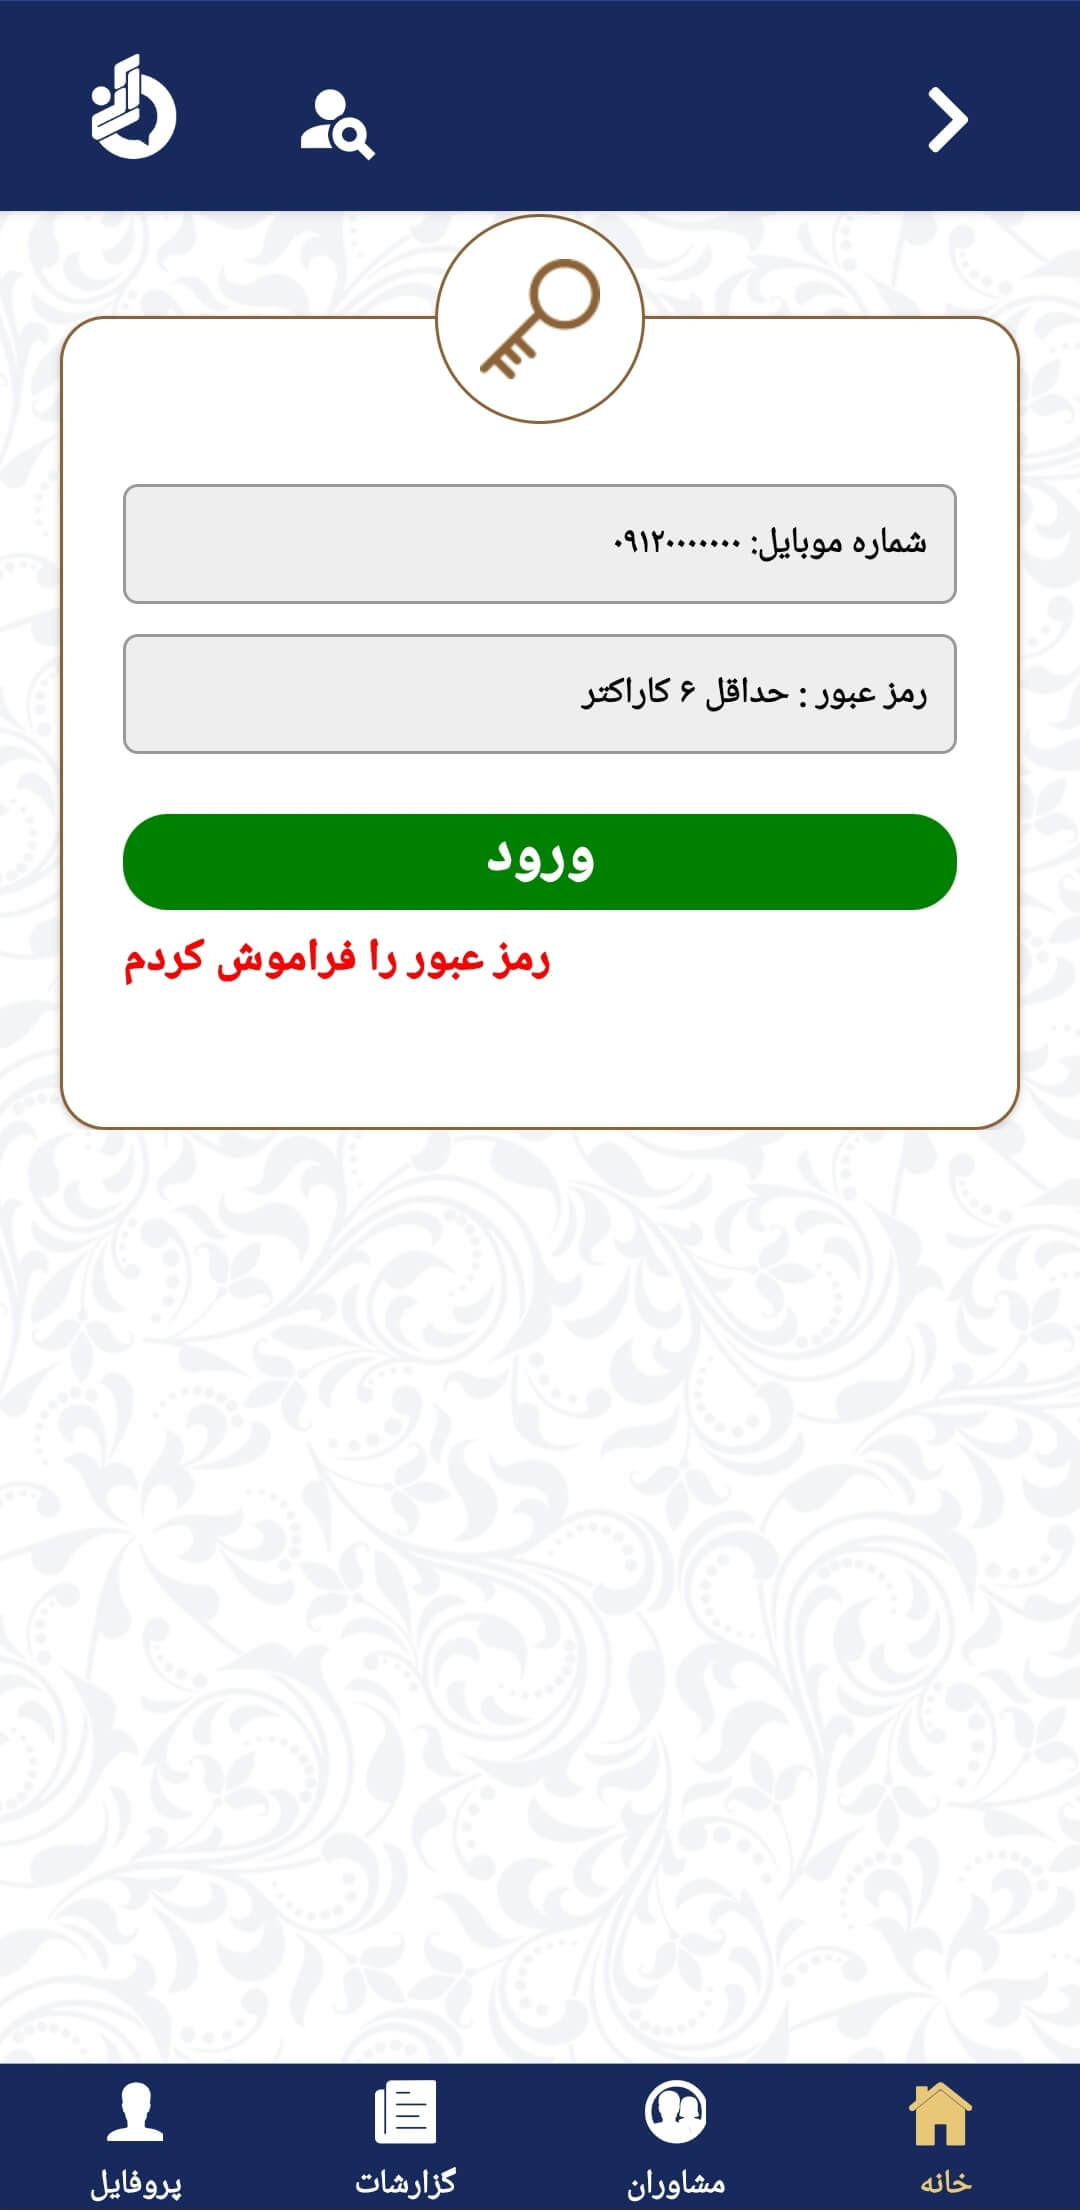 شماره موبایل: ۰۹۱۲۰۰۰۰۰۰۰
رمز عبور : حداقل ۶ کاراکتر
ورود
رمز عبور را فراموش کردم
خانه
مشاوران
گزارشات
پروفایل